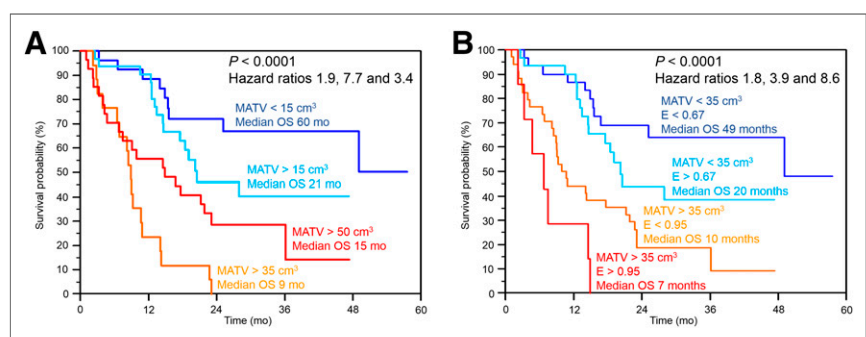 A
P < 0.0001
Hazard ratios 1.9, 7.7 and 3.4
MATV < 15 cm³
Median OS 60 mo
MATV > 15 cm³
Median OS 21 mo
MATV > 50 cm³
Median OS 15 mo
MATV > 35 cm³
Median OS 9 mo
Survival probability (%)
100
90
80
70
60
50
40
30
20
10
0
0 12 24 36 48 60
Time (mo)
B
P < 0.0001
Hazard ratios 1.8, 3.9 and 8.6
MATV < 35 cm³
E < 0.67
Median OS 49 months
MATV < 35 cm³
E > 0.67
Median OS 20 months
MATV > 35 cm³
E < 0.95
Median OS 10 months
MATV > 35 cm³
E > 0.95
Median OS 7 months
Survival probability (%)
100
90
80
70
60
50
40
30
20
10
0
0 12 24 36 48 60
Time (mo)